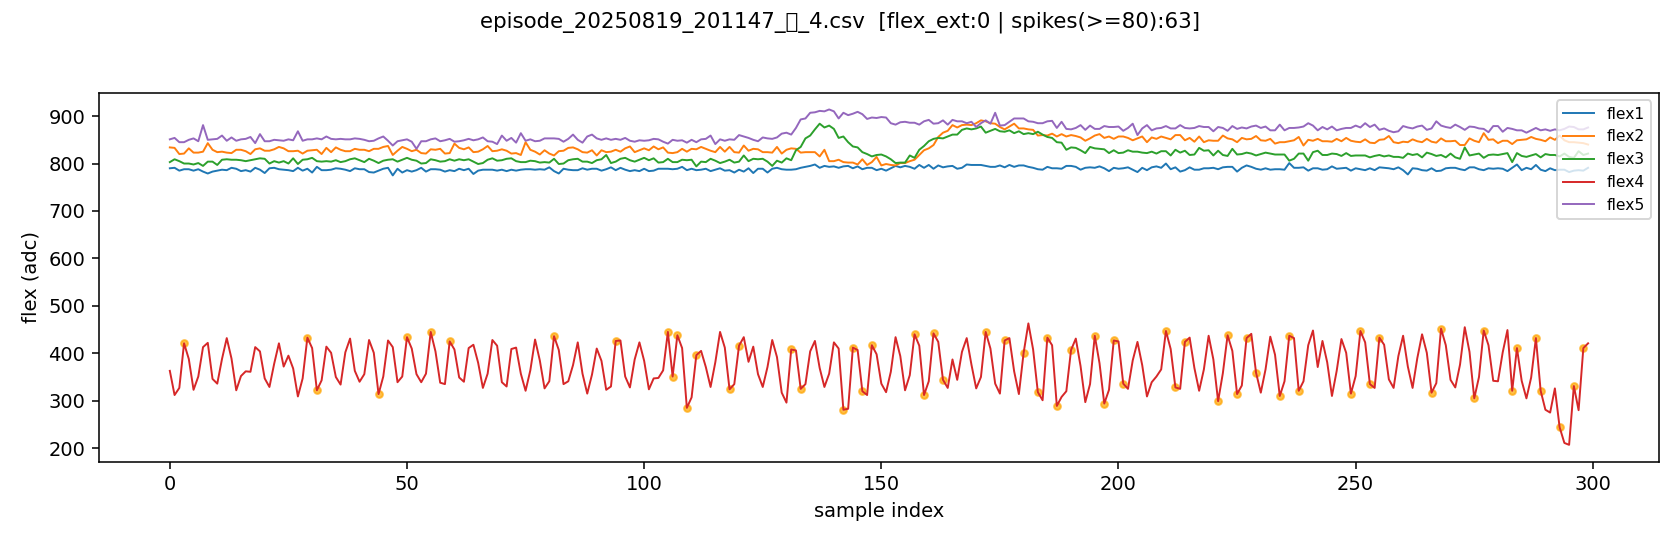 episode_20250819_201147_▯_4.csv  [flex_ext:0 | spikes(>=80):63]
900
800
700
600
500
400
300
200
flex (adc)
flex1
flex2
flex3
flex4
flex5
0
50
100
150
200
250
300
sample index